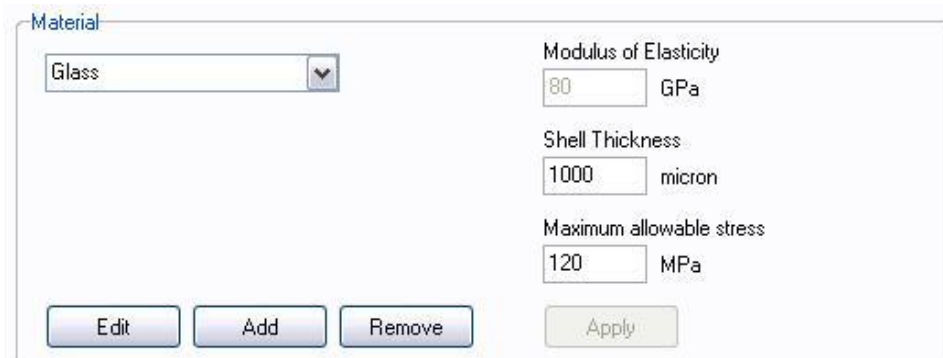 Material
Glass
Modulus of Elasticity
80 GPa
Shell Thickness
1000 micron
Maximum allowable stress
120 MPa
Edit Add Remove Apply